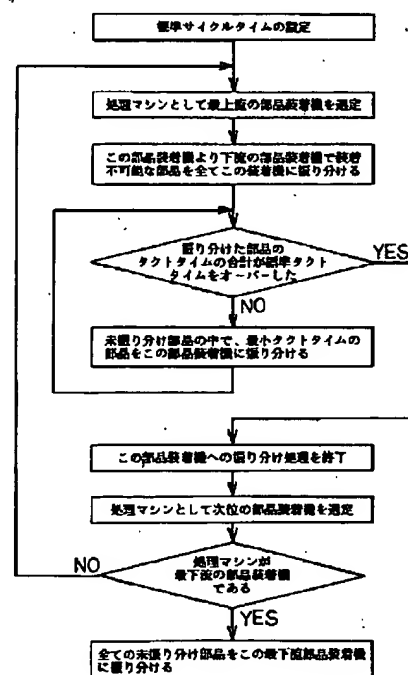 標準サイクルタイムの設定
処理マシンとして最上流の部品装着機を選定
この部品装着機より下流の部品装着機で装着
不可能な部品を全てこの装着機に振り分ける
振り分けた部品の
タクトタイムの合計が標準タクト
タイムをオーバーした
YES
NO
未振り分け部品の中で、最小タクトタイムの
部品をこの部品装着機に振り分ける
この部品装着機への振り分け処理を終了
処理マシンとして次位の部品装着機を選定
NO
処理マシンが
最下流の部品装着機
である
YES
全ての未振り分け部品をこの最下流部品装着機
に振り分ける